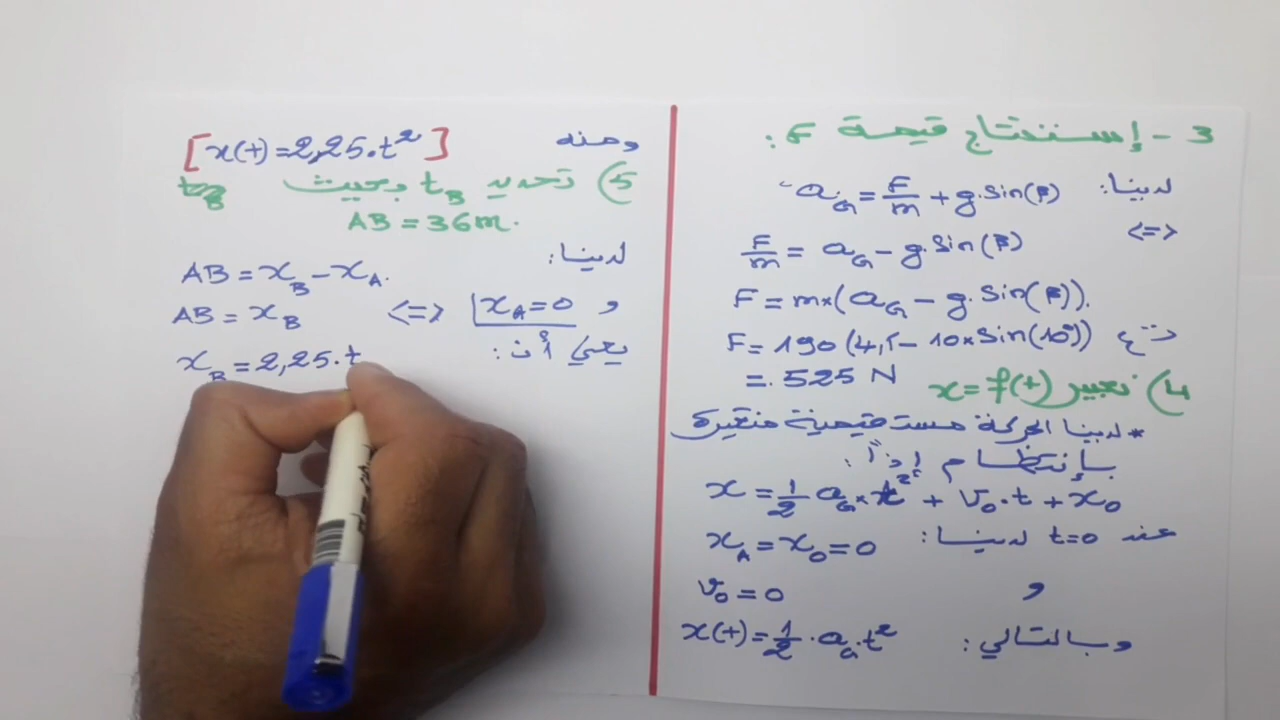 3 - إستنتاج قيمة F :
لدينا: a_G = F/m + g.Sin(β)
<=>
F/m = a_G - g.Sin(β)
F = m×(a_G - g.Sin(β)).
ت ع F = 190 (4,5 - 10×Sin(10°))
= 525 N
4) تعبير x = f(t)
* لدينا الحركة مستقيمية متغيرة
بإنتظام إذاً :
x = 1/2 a_G × t² + V₀·t + x₀
عند t=0 لدينا: x_A = x₀ = 0
و v₀ = 0
وبالتالي: x(t) = 1/2 · a_G · t²
ومنه [x(t) = 2,25·t²]
5) تحديد t_B بحيث
AB = 36m.
لدينا:
AB = x_B - x_A.
و x_A = 0 <=> AB = x_B
يعني أن: x_B = 2,25·t